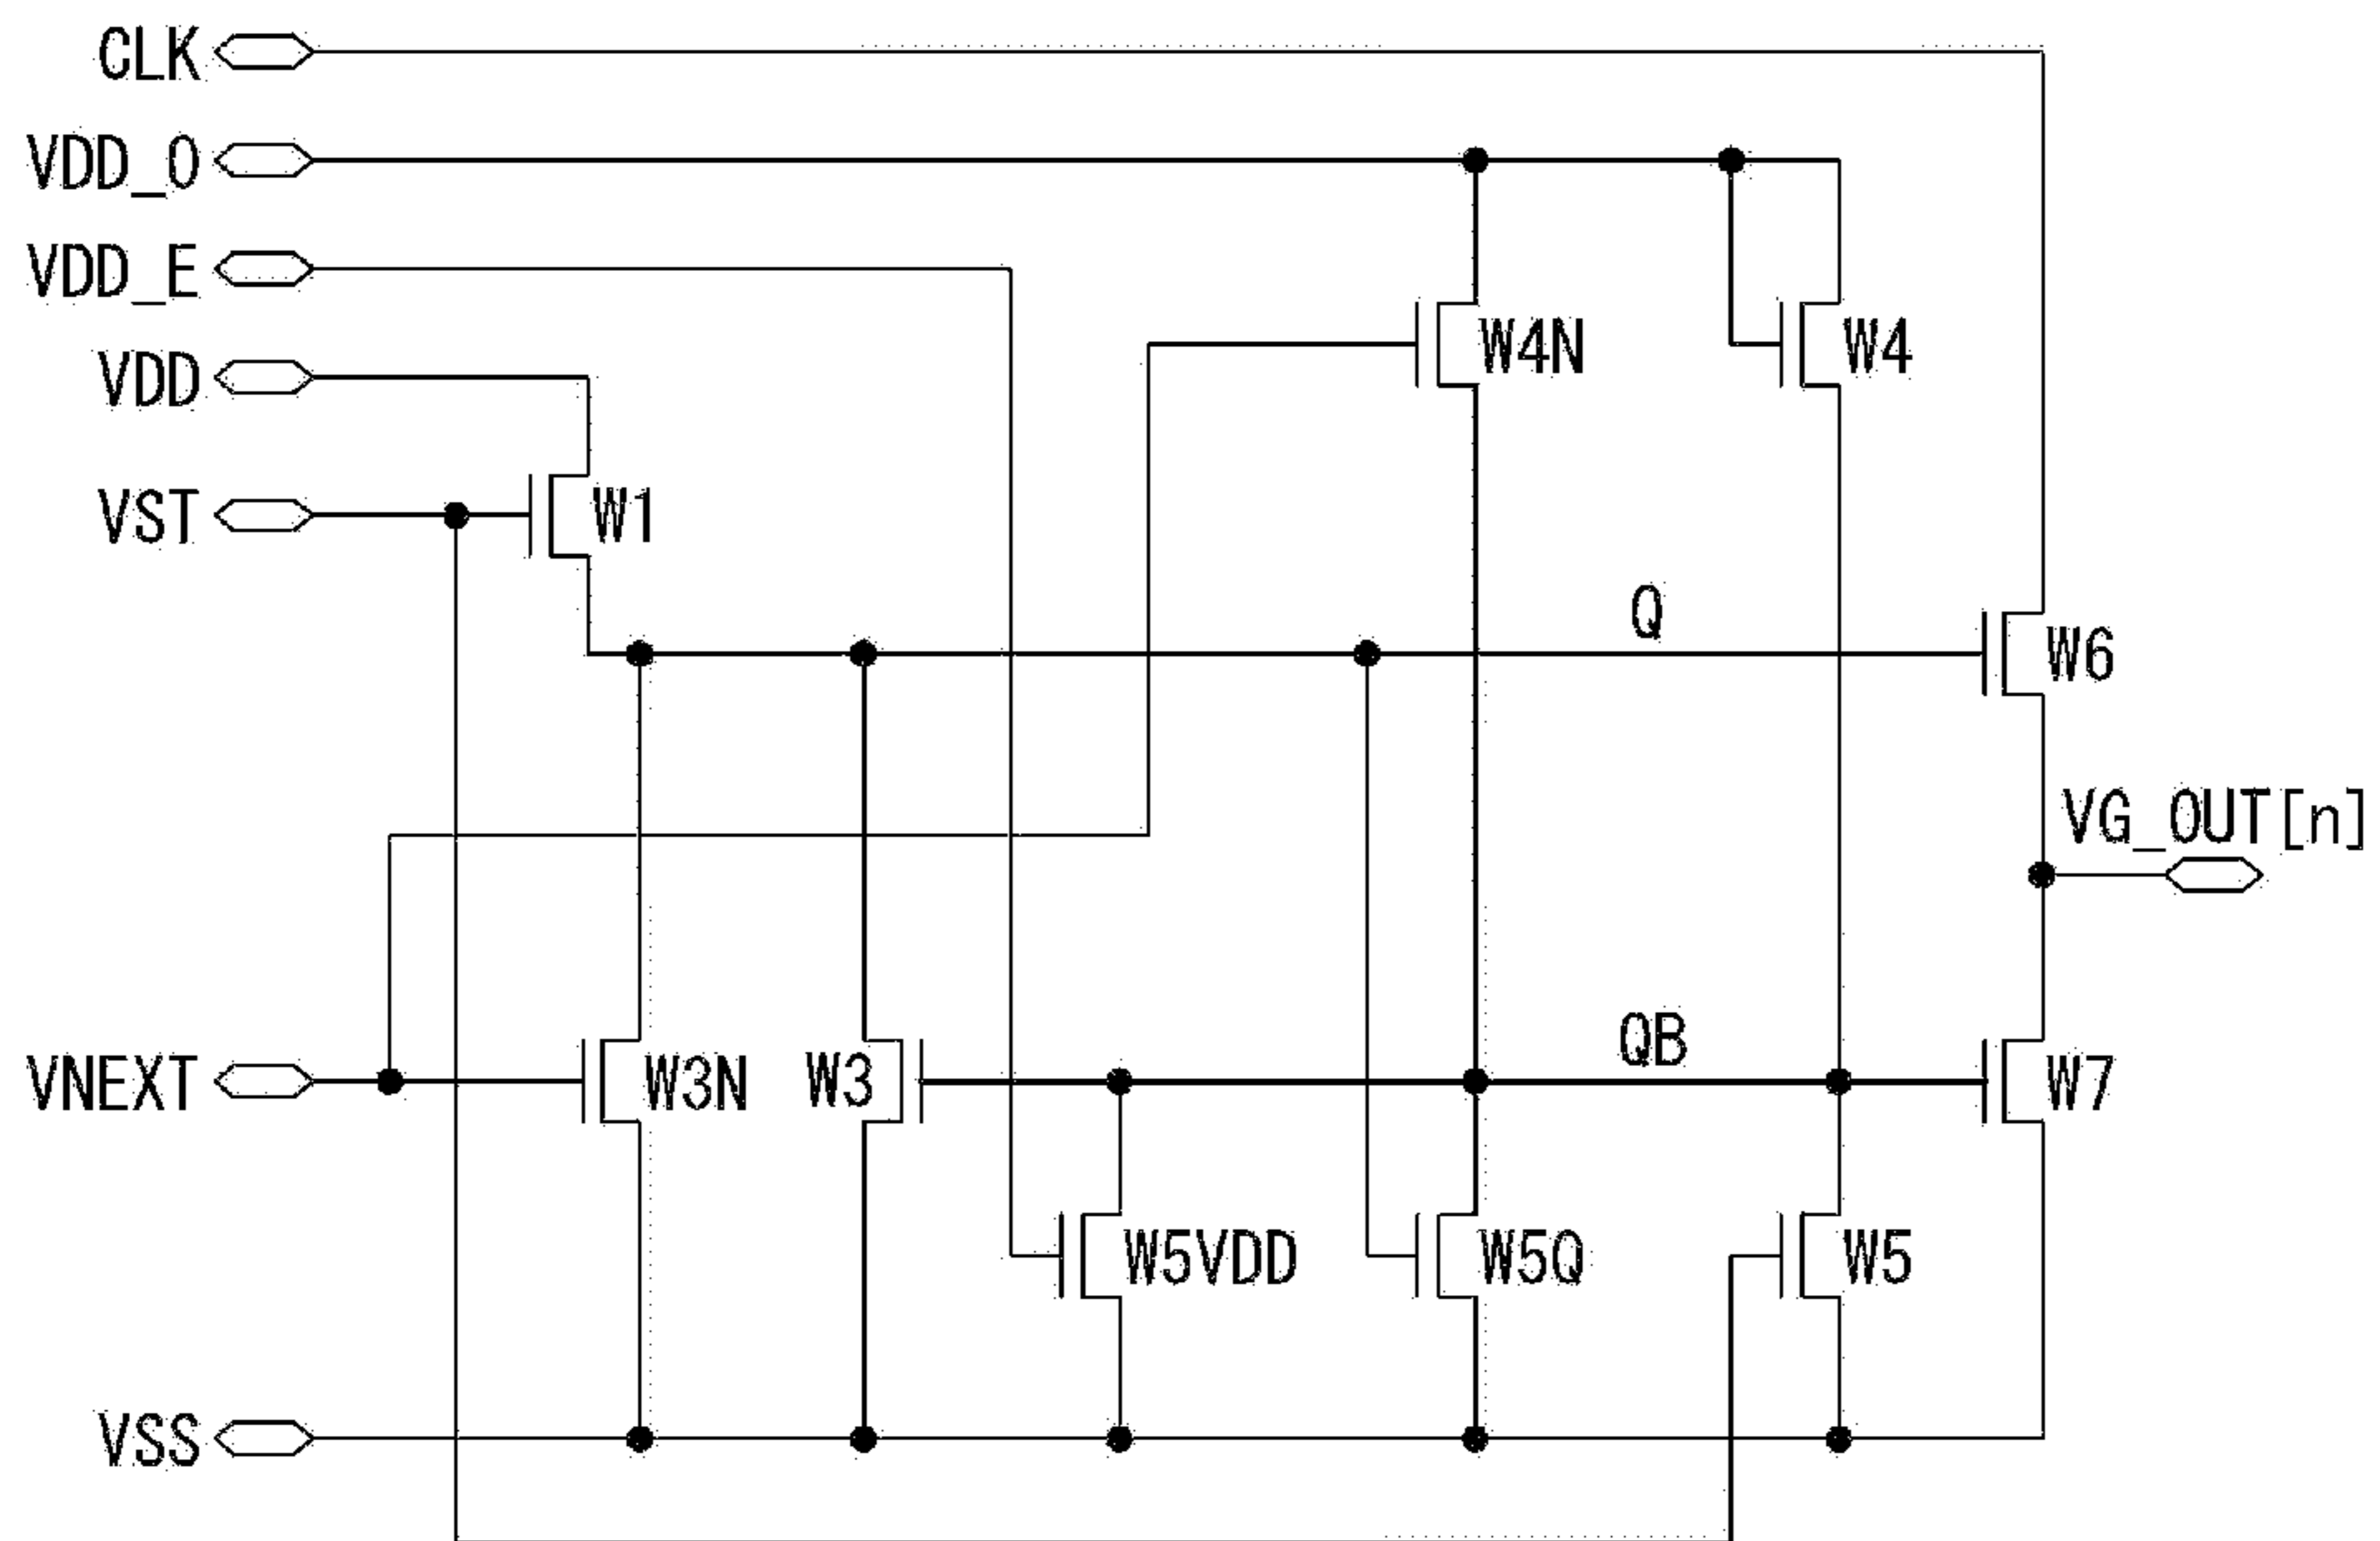 CLK
VDD_O
VDD_E
VDD
W4N
W4
VST
W1
Q
W6
VG_OUT[n]
QB
VNEXT
W3N
W3
W7
W5VDD
W5Q
W5
VSS